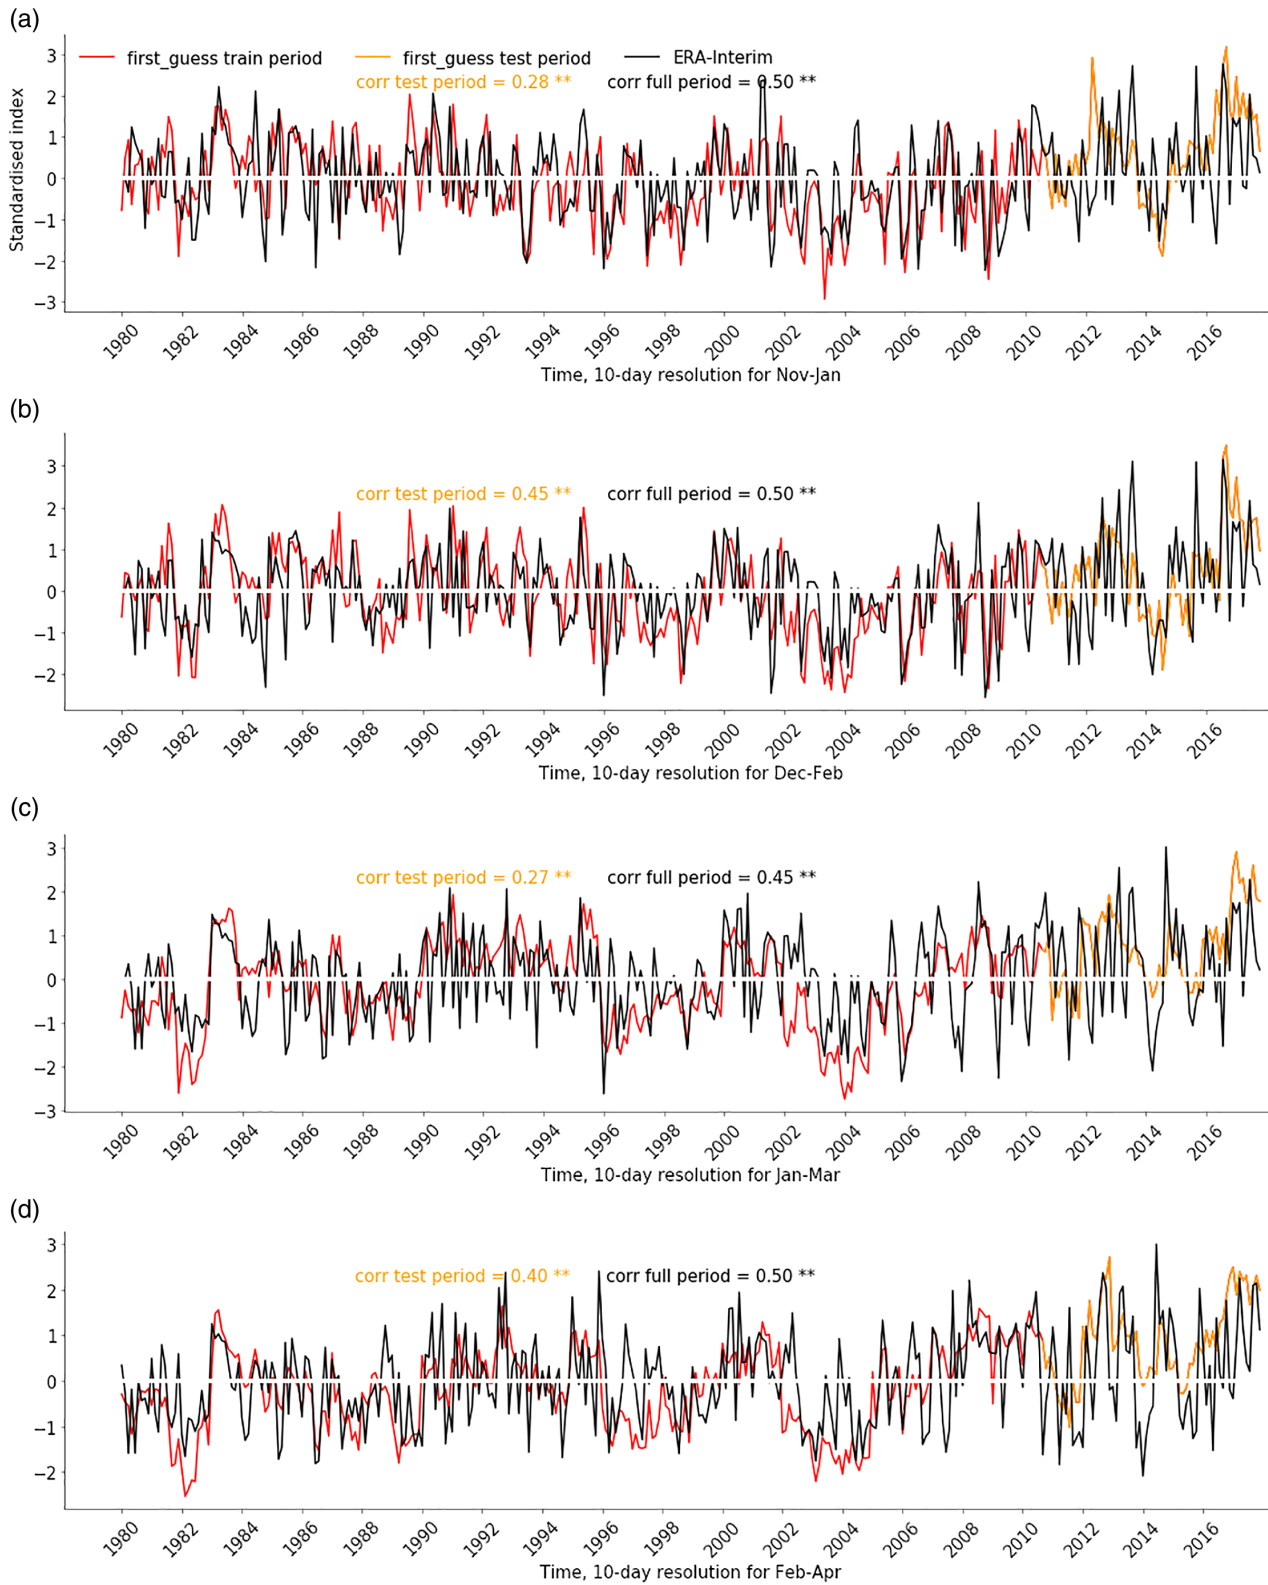 (a)
first_guess train period first_guess test period ERA-Interim
corr test period = 0.28 ** corr full period = 0.50 **
Standardised index
3
2
1
0
−1
−2
−3
1980 1982 1984 1986 1988 1990 1992 1994 1996 1998 2000 2002 2004 2006 2008 2010 2012 2014 2016
Time, 10-day resolution for Nov-Jan
(b)
corr test period = 0.45 ** corr full period = 0.50 **
3
2
1
0
−1
−2
1980 1982 1984 1986 1988 1990 1992 1994 1996 1998 2000 2002 2004 2006 2008 2010 2012 2014 2016
Time, 10-day resolution for Dec-Feb
(c)
corr test period = 0.27 ** corr full period = 0.45 **
3
2
1
0
−1
−2
−3
1980 1982 1984 1986 1988 1990 1992 1994 1996 1998 2000 2002 2004 2006 2008 2010 2012 2014 2016
Time, 10-day resolution for Jan-Mar
(d)
corr test period = 0.40 ** corr full period = 0.50 **
3
2
1
0
−1
−2
1980 1982 1984 1986 1988 1990 1992 1994 1996 1998 2000 2002 2004 2006 2008 2010 2012 2014 2016
Time, 10-day resolution for Feb-Apr